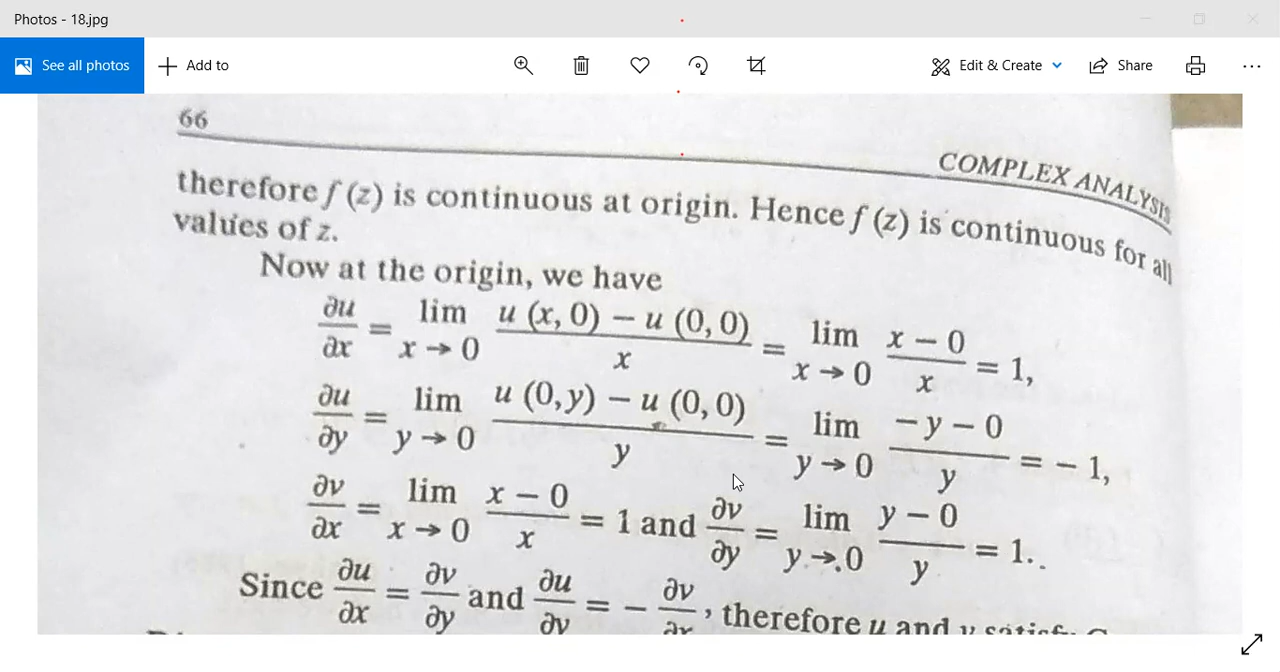 Photos - 18.jpg
See all photos
Add to
Edit & Create
Share
66
COMPLEX ANALYSIS
therefore f (z) is continuous at origin. Hence f (z) is continuous for all
values of z.
Now at the origin, we have
∂u/∂x = lim x → 0 u (x, 0) − u (0, 0)/x = lim x → 0 x − 0/x = 1,
∂u/∂y = lim y → 0 u (0, y) − u (0, 0)/y = lim y → 0 −y − 0/y = − 1,
∂v/∂x = lim x → 0 x − 0/x = 1 and ∂v/∂y = lim y → 0 y − 0/y = 1.
Since ∂u/∂x = ∂v/∂y and ∂u/∂y = − ∂v/∂x, therefore u and v